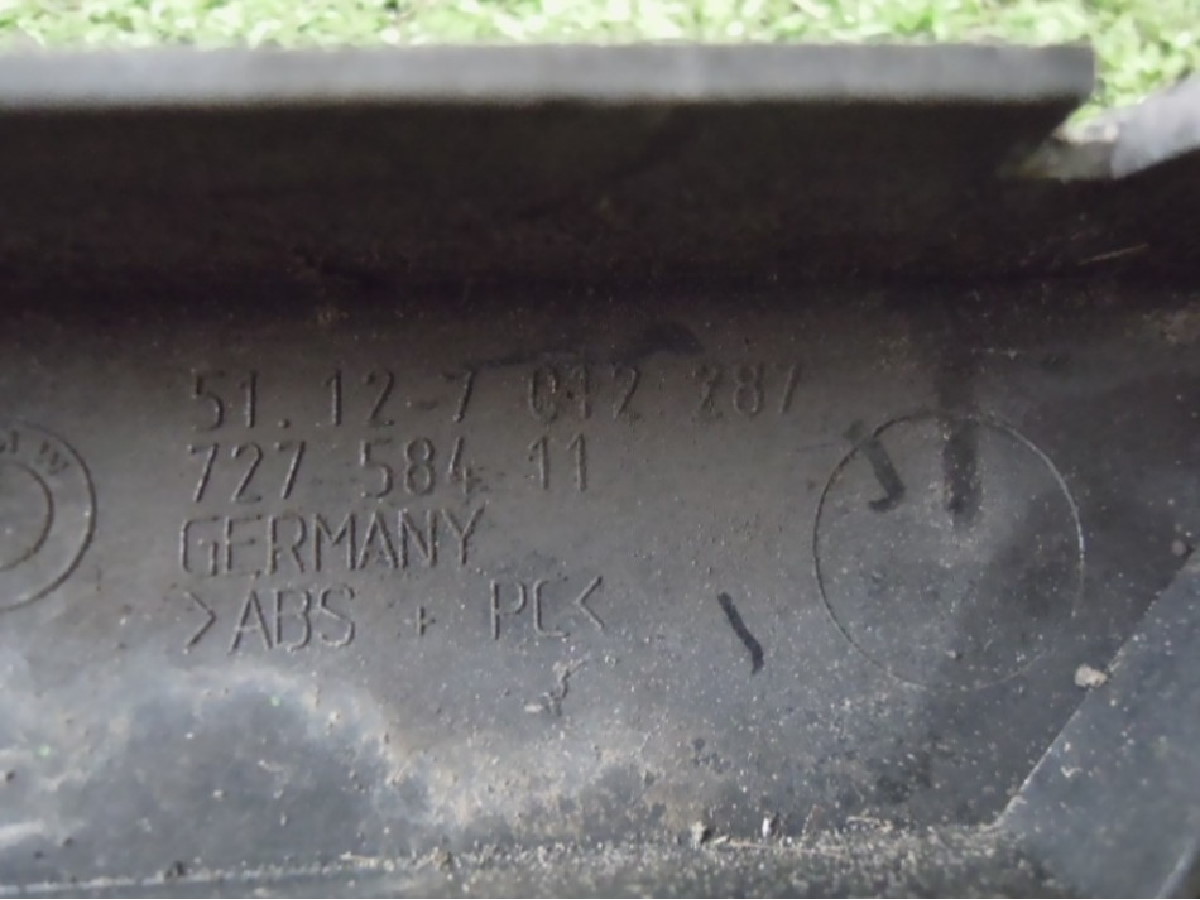 51.12-7 012 287
727 584 11
GERMANY
>ABS + PC<